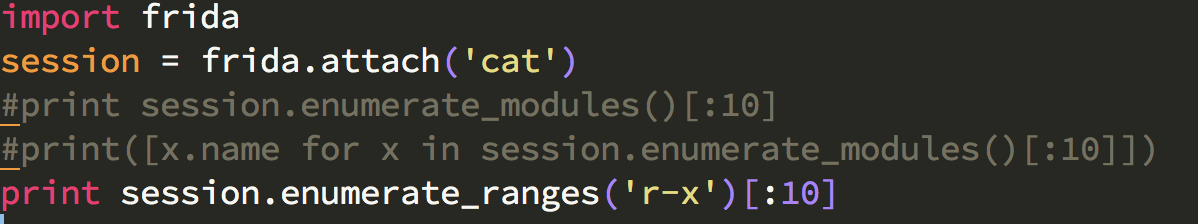 import frida
session = frida.attach('cat')
#print session.enumerate_modules()[:10]
#print([x.name for x in session.enumerate_modules()[:10]])
print session.enumerate_ranges('r-x')[:10]